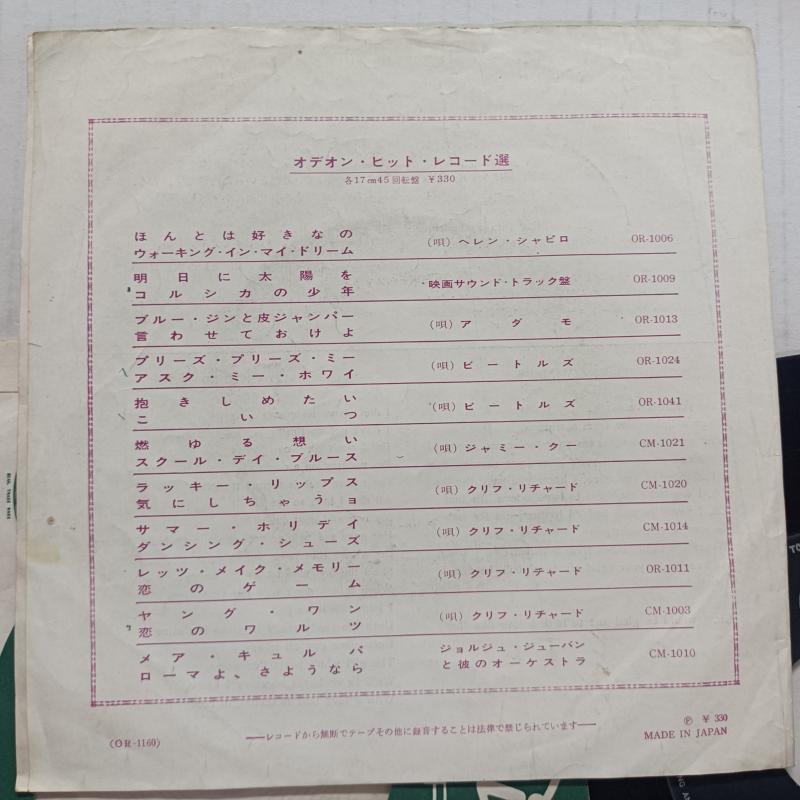 オデオン・ヒット・レコード選
各17㎝45回転盤 ¥330
ほんとは好きなの
ウォーキング・イン・マイ・ドリーム
(唄) ヘレン・シャピロ
OR-1006
明日に太陽を
コルシカの少年
・映画サウンド・トラック盤
OR-1009
ブルー・ジンと皮ジャンパー
言わせておけよ
(唄) アダモ
OR-1013
プリーズ・プリーズ・ミー
アスク・ミー・ホワイ
(唄) ビートルズ
OR-1024
抱きしめたい
こいつ
(唄) ビートルズ
OR-1041
燃ゆる想い
スクール・デイ・ブルース
(唄) ジャミー・クー
CM-1021
ラッキー・リップス
気にしちゃうョ
(唄) クリフ・リチャード
CM-1020
サマー・ホリデイ
ダンシング・シューズ
(唄) クリフ・リチャード
CM-1014
レッツ・メイク・メモリー
恋のゲーム
(唄) クリフ・リチャード
OR-1011
ヤング・ワン
恋のワルツ
(唄) クリフ・リチャード
CM-1003
メア・キュルパ
ローマよ、さようなら
ジョルジュ・ジューバン
と彼のオーケストラ
CM-1010
(OR-1160)
──レコードから無断でテープその他に録音することは法律で禁じられています──
Ⓟ ¥ 330
MADE IN JAPAN